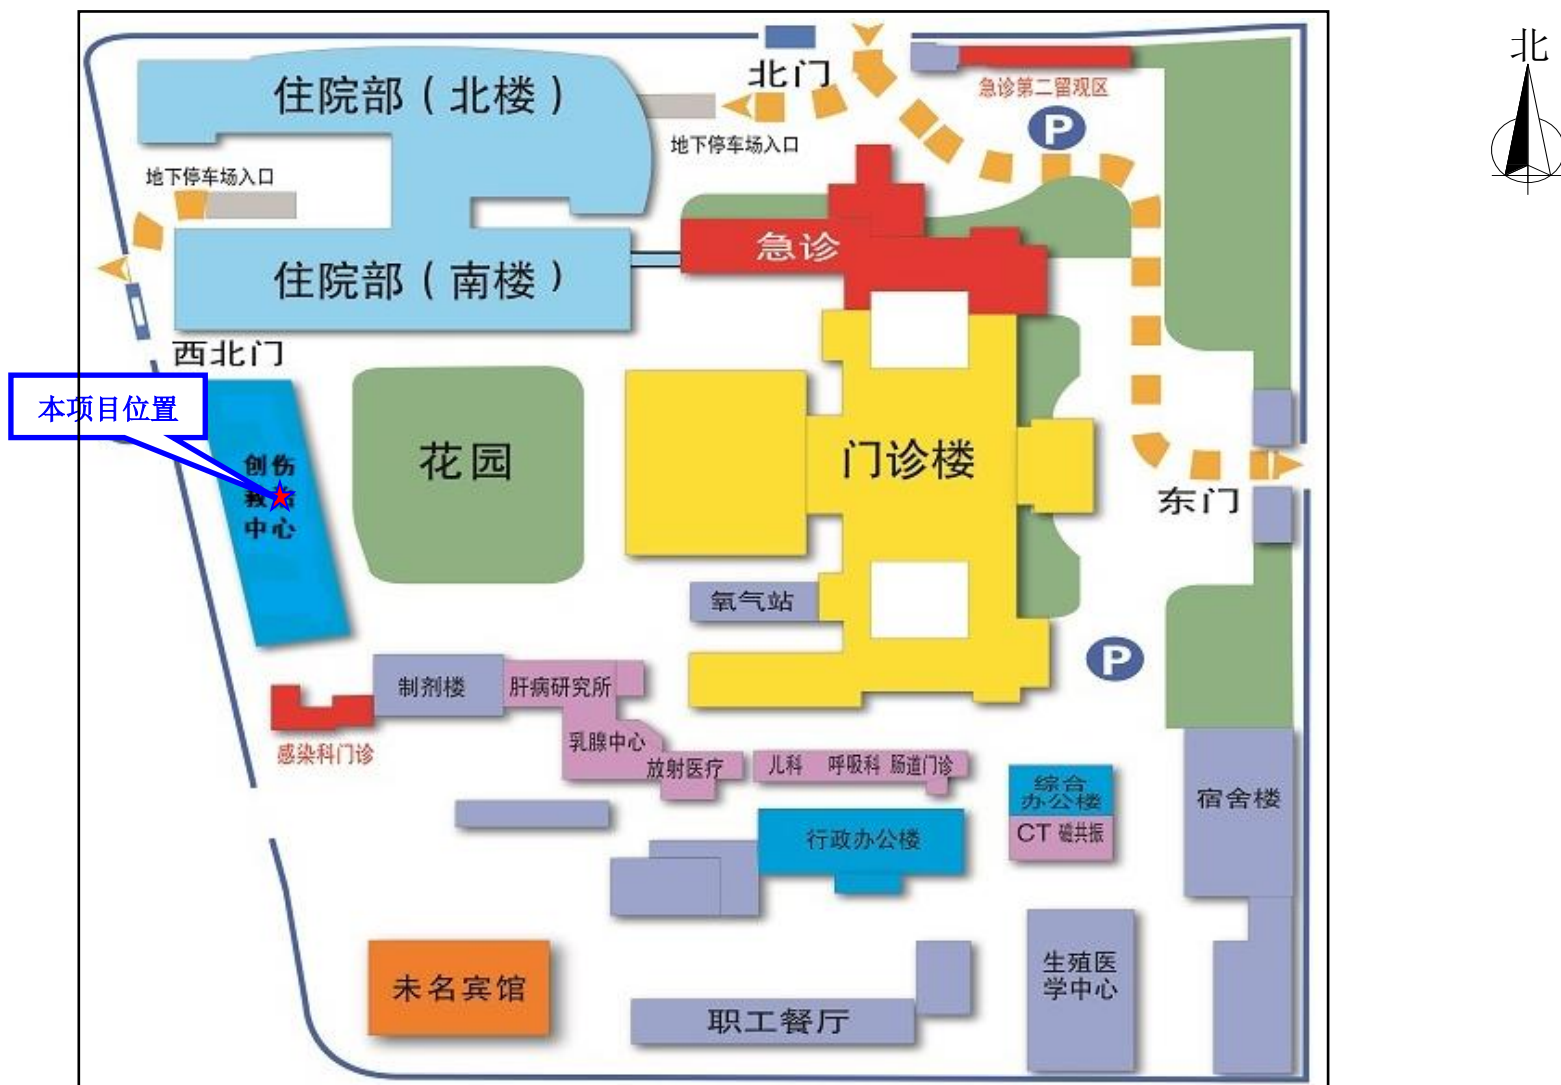 北
北门
住院部（北楼）
急诊第二留观区
P
地下停车场入口
地下停车场入口
急诊
住院部（南楼）
西北门
本项目位置
花园
门诊楼
创伤
救治
中心
东门
氧气站
P
制剂楼
肝病研究所
乳腺中心
感染科门诊
放射医疗
儿科 呼吸科 肠道门诊
综合
办公楼
宿舍楼
CT 磁共振
行政办公楼
生殖医
学中心
未名宾馆
职工餐厅